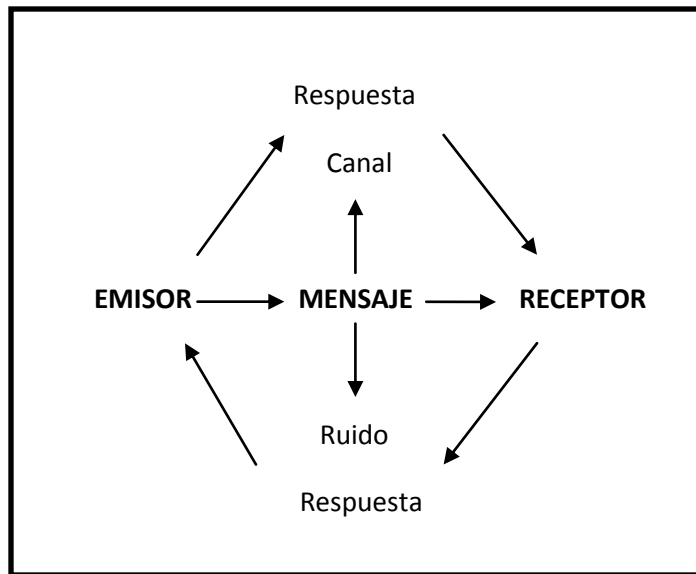 Respuesta
Canal
EMISOR MENSAJE RECEPTOR
Ruido
Respuesta